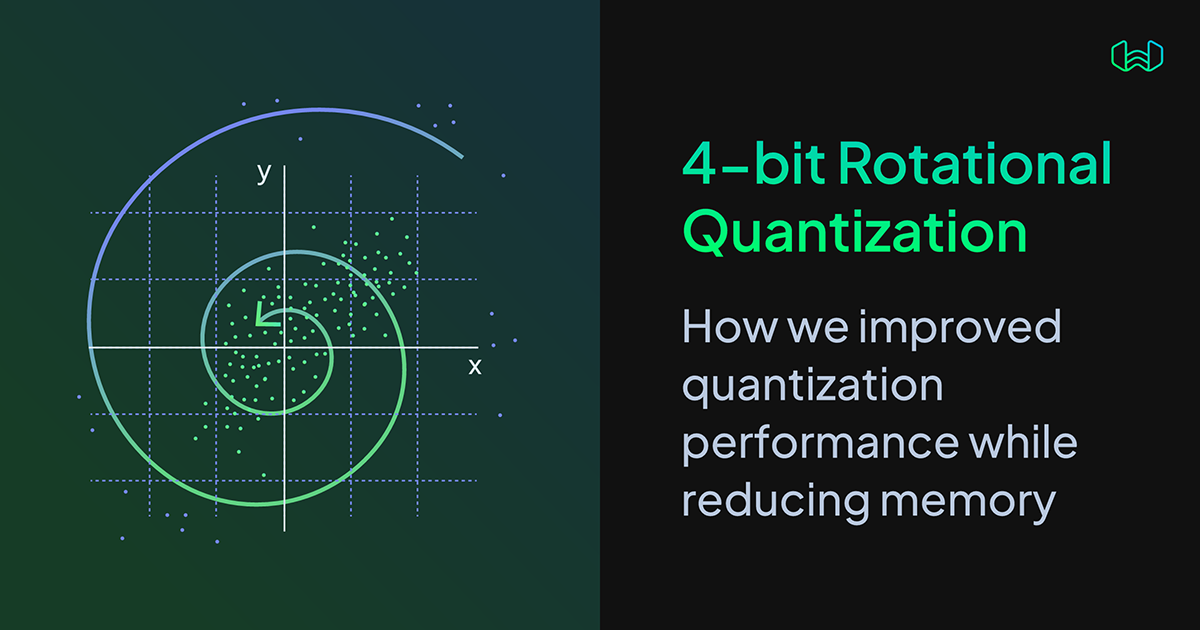 y
x
4-bit Rotational
Quantization
How we improved
quantization
performance while
reducing memory